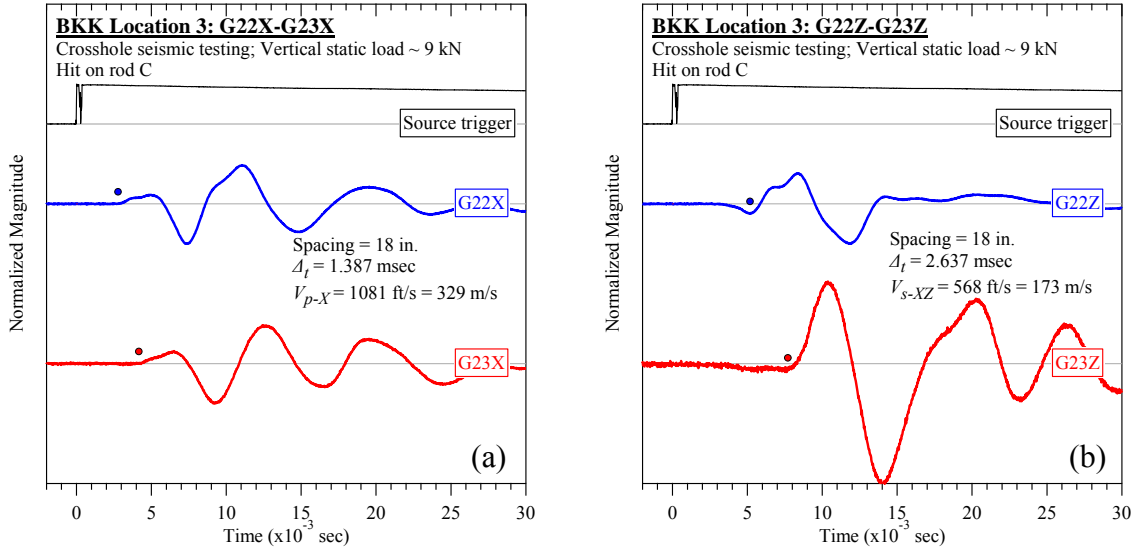 BKK Location 3: G22X-G23X
Crosshole seismic testing; Vertical static load ~ 9 kN
Hit on rod C
Source trigger
G22X
Spacing = 18 in.
Δt = 1.387 msec
Vp-X = 1081 ft/s = 329 m/s
G23X
(a)
Normalized Magnitude
0 5 10 15 20 25 30
Time (x10-3 sec)
BKK Location 3: G22Z-G23Z
Crosshole seismic testing; Vertical static load ~ 9 kN
Hit on rod C
Source trigger
G22Z
Spacing = 18 in.
Δt = 2.637 msec
Vs-XZ = 568 ft/s = 173 m/s
G23Z
(b)
Normalized Magnitude
0 5 10 15 20 25 30
Time (x10-3 sec)